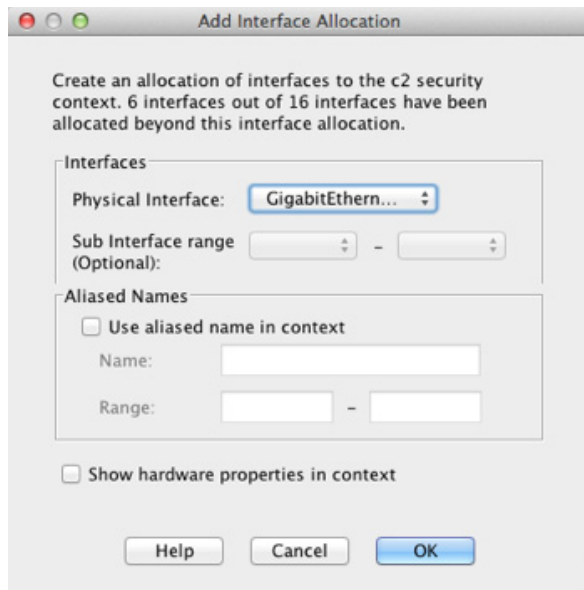 Add Interface Allocation
Create an allocation of interfaces to the c2 security
context. 6 interfaces out of 16 interfaces have been
allocated beyond this interface allocation.
Interfaces
Physical Interface: GigabitEthern...
Sub Interface range –
(Optional):
Aliased Names
Use aliased name in context
Name:
Range: –
Show hardware properties in context
Help Cancel OK